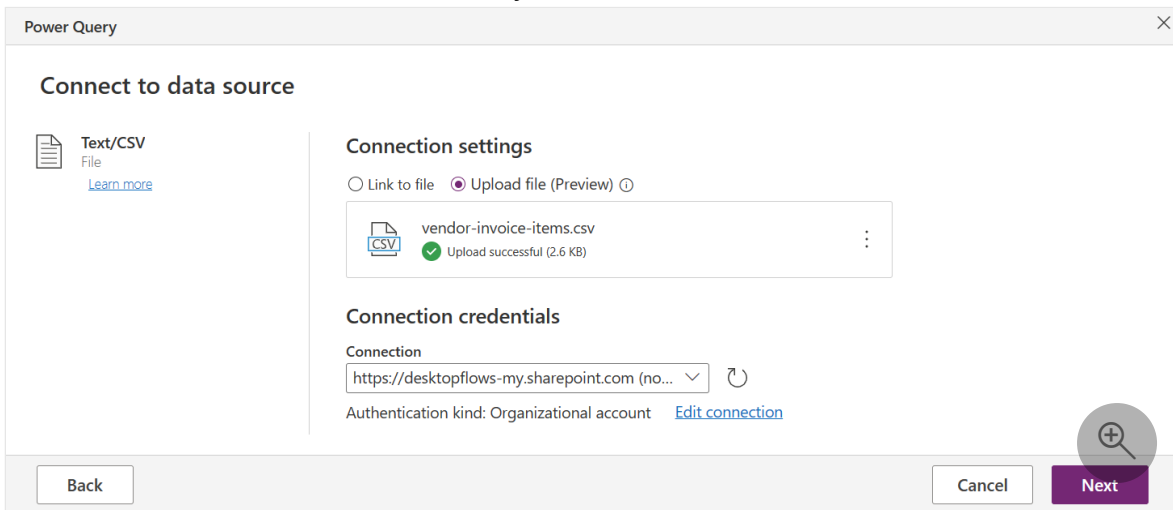 Power Query
Connect to data source
Text/CSV
File
Learn more
Connection settings
Link to file Upload file (Preview)
CSV
vendor-invoice-items.csv
Upload successful (2.6 KB)
Connection credentials
Connection
https://desktopflows-my.sharepoint.com (no...
Authentication kind: Organizational account Edit connection
Back Cancel Next